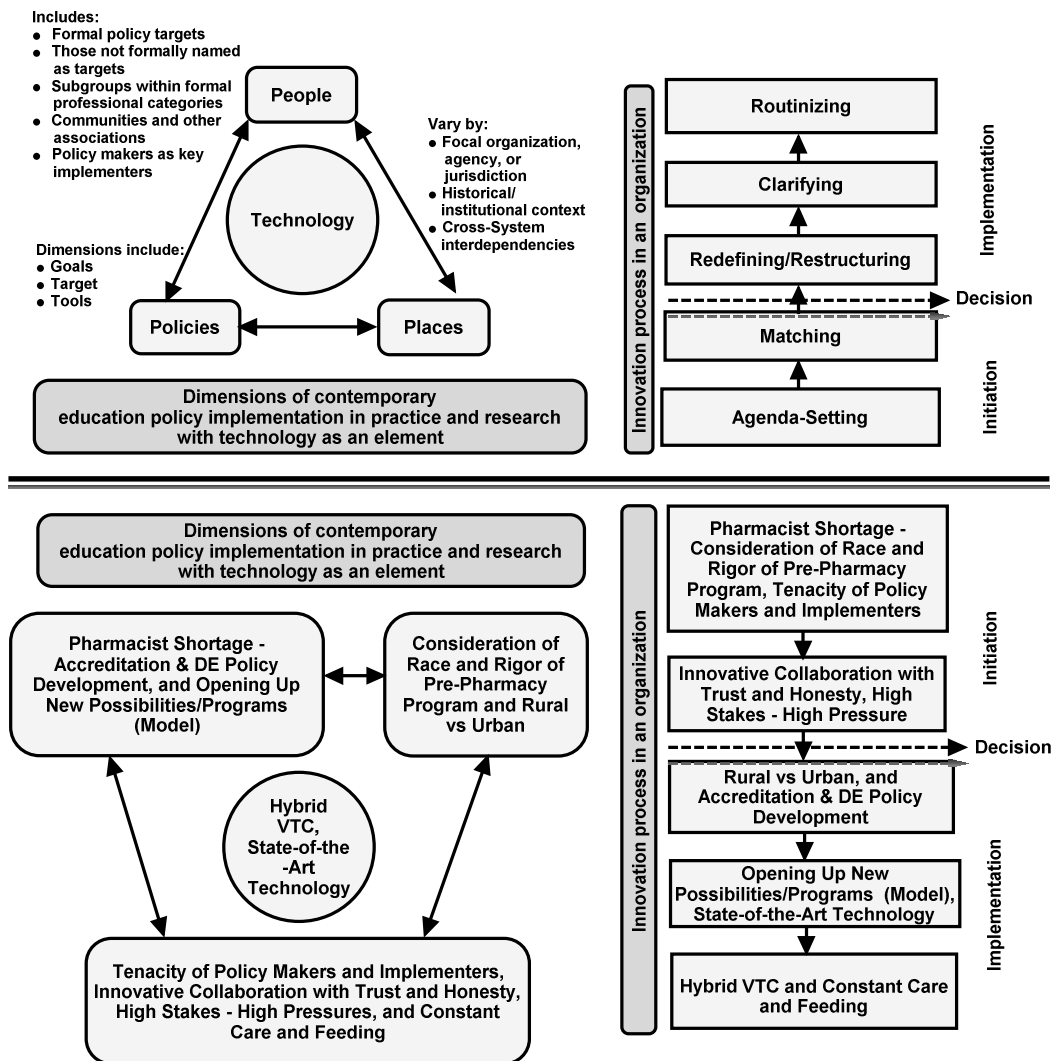 Includes:
● Formal policy targets
● Those not formally named
as targets
● Subgroups within formal
professional categories
● Communities and other
associations
● Policy makers as key
implementers
People
Technology
Vary by:
● Focal organization,
agency, or
jurisdiction
● Historical/
institutional context
● Cross-System
interdependencies
Dimensions include:
● Goals
● Target
● Tools
Policies
Places
Dimensions of contemporary
education policy implementation in practice and research
with technology as an element
Innovation process in an organization
Routinizing
Clarifying
Redefining/Restructuring
Matching
Agenda-Setting
Implementation
Decision
Initiation
Dimensions of contemporary
education policy implementation in practice and research
with technology as an element
Pharmacist Shortage -
Accreditation & DE Policy
Development, and Opening Up
New Possibilities/Programs
(Model)
Consideration of
Race and Rigor of
Pre-Pharmacy
Program and Rural
vs Urban
Hybrid
VTC,
State-of-the
-Art
Technology
Tenacity of Policy Makers and Implementers,
Innovative Collaboration with Trust and Honesty,
High Stakes - High Pressures, and Constant
Care and Feeding
Innovation process in an organization
Pharmacist Shortage -
Consideration of Race and
Rigor of Pre-Pharmacy
Program, Tenacity of Policy
Makers and Implementers
Innovative Collaboration with
Trust and Honesty, High
Stakes - High Pressure
Rural vs Urban, and
Accreditation & DE Policy
Development
Opening Up New
Possibilities/Programs (Model),
State-of-the-Art Technology
Hybrid VTC and Constant Care
and Feeding
Initiation
Decision
Implementation